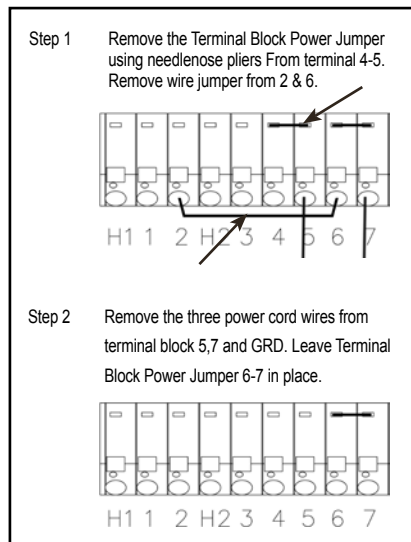 Step 1 Remove the Terminal Block Power Jumper
using needlenose pliers From terminal 4-5.
Remove wire jumper from 2 & 6.
H1 1 2 H2 3 4 5 6 7
Step 2 Remove the three power cord wires from
terminal block 5,7 and GRD. Leave Terminal
Block Power Jumper 6-7 in place.
H1 1 2 H2 3 4 5 6 7